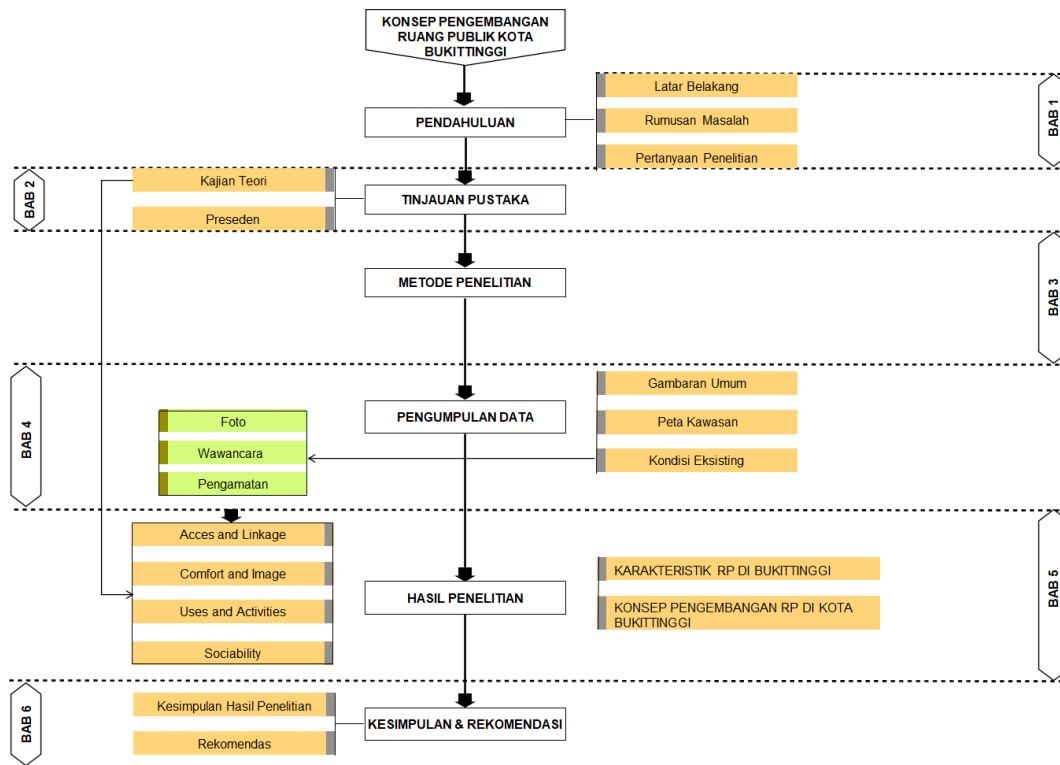 KONSEP PENGEMBANGAN
RUANG PUBLIK KOTA
BUKITTINGGI
BAB 1
PENDAHULUAN
Latar Belakang
Rumusan Masalah
Pertanyaan Penelitian
BAB 2
Kajian Teori
Preseden
TINJAUAN PUSTAKA
METODE PENELITIAN
BAB 3
BAB 4
PENGUMPULAN DATA
Gambaran Umum
Peta Kawasan
Kondisi Eksisting
Foto
Wawancara
Pengamatan
Acces and Linkage
Comfort and Image
Uses and Activities
Sociability
HASIL PENELITIAN
KARAKTERISTIK RP DI BUKITTINGGI
KONSEP PENGEMBANGAN RP DI KOTA
BUKITTINGGI
BAB 5
BAB 6
Kesimpulan Hasil Penelitian
Rekomendas
KESIMPULAN & REKOMENDASI